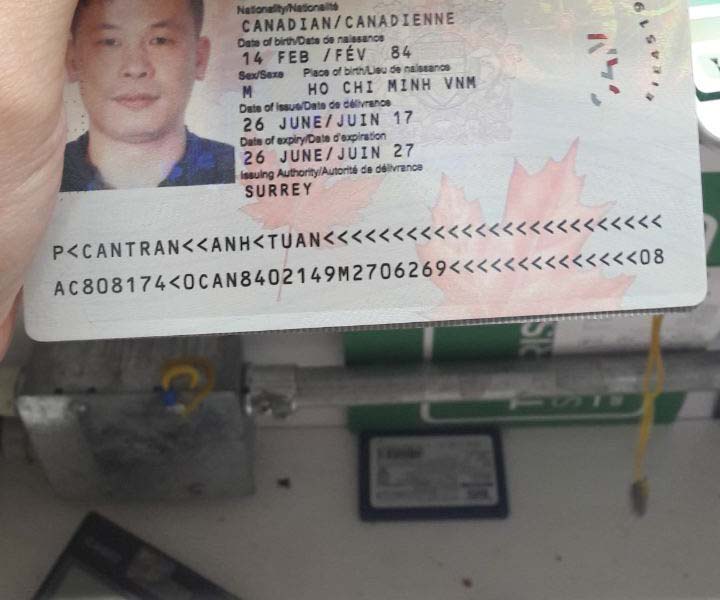 Nationality/Nationalité
CANADIAN/CANADIENNE
Date of birth/Date de naissance
14 FEB /FÉV 84
Sex/Sexe Place of birth/Lieu de naissance
M HO CHI MINH VNM
Date of issue/Date de délivrance
26 JUNE/JUIN 17
Date of expiry/Date d'expiration
26 JUNE/JUIN 27
Issuing Authority/Autorité de délivrance
SURREY
P<CANTRAN<<ANH<TUAN<<<<<<<<<<<<<<<<<<<<<<<<<
AC808174<0CAN8402149M2706269<<<<<<<<<<<<<<08